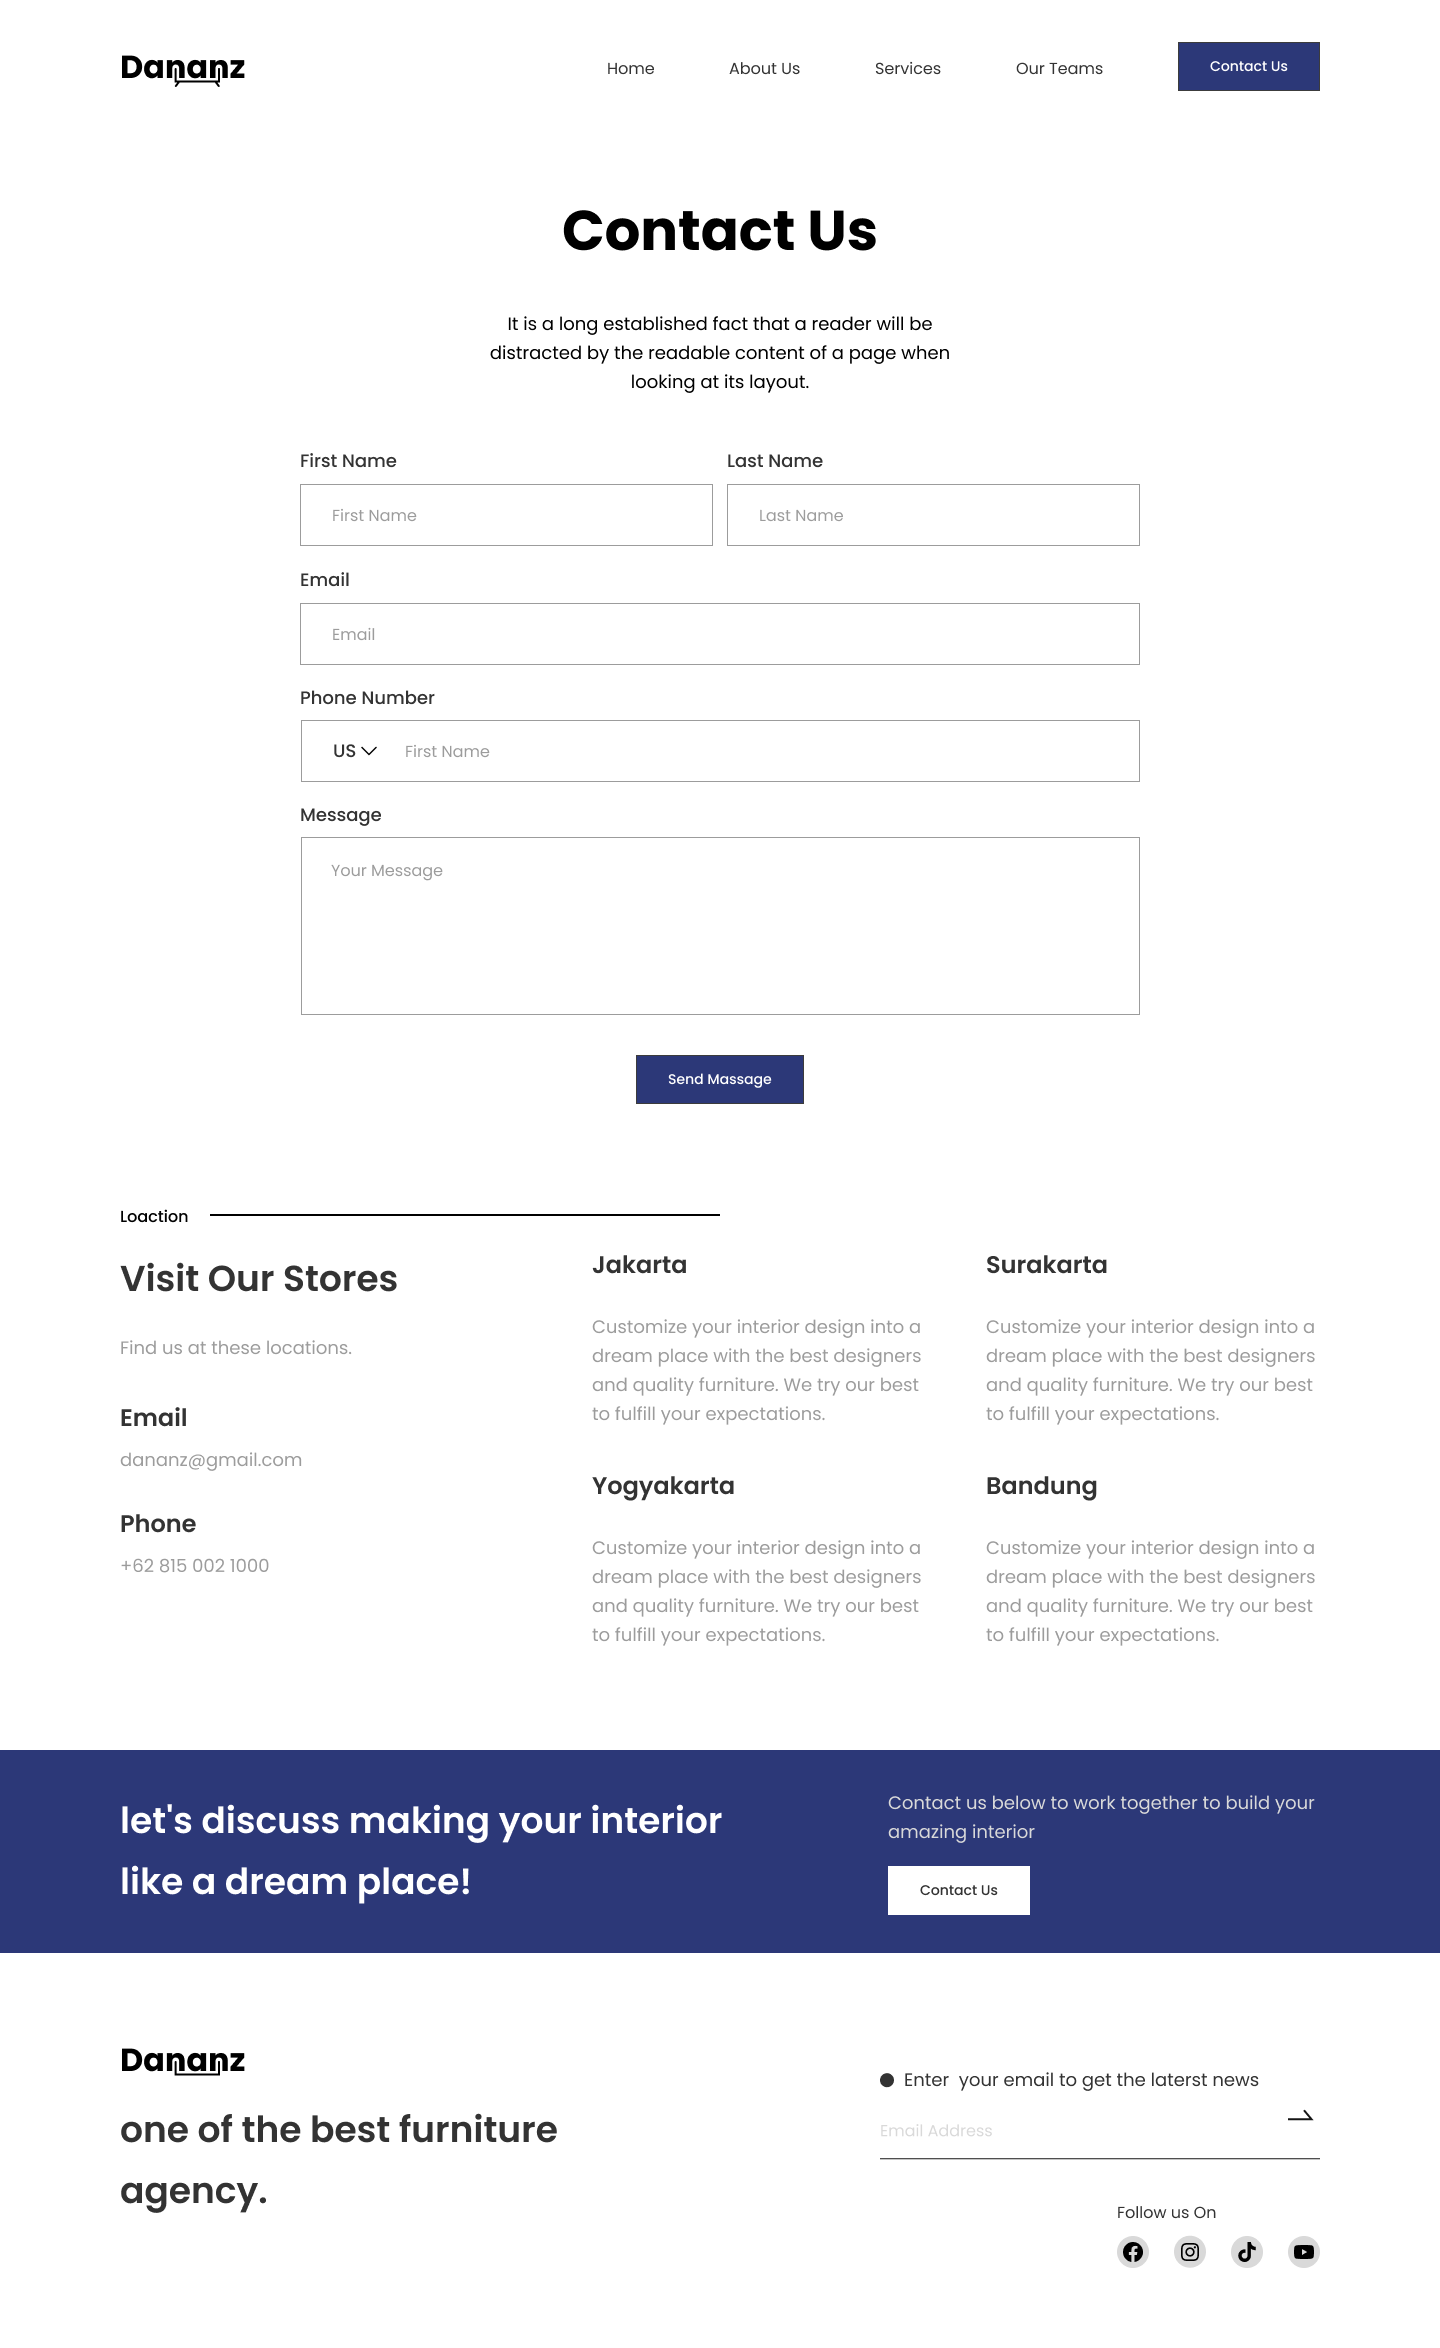 Dananz
Home
About Us
Services
Our Teams
Contact Us
Contact Us
It is a long established fact that a reader will be
distracted by the readable content of a page when
looking at its layout.
First Name
Last Name
First Name
Last Name
Email
Email
Phone Number
US
First Name
Message
Your Message
Send Massage
Loaction
Visit Our Stores
Find us at these locations.
Email
dananz@gmail.com
Phone
+62 815 002 1000
Jakarta
Customize your interior design into a
dream place with the best designers
and quality furniture. We try our best
to fulfill your expectations.
Surakarta
Customize your interior design into a
dream place with the best designers
and quality furniture. We try our best
to fulfill your expectations.
Yogyakarta
Customize your interior design into a
dream place with the best designers
and quality furniture. We try our best
to fulfill your expectations.
Bandung
Customize your interior design into a
dream place with the best designers
and quality furniture. We try our best
to fulfill your expectations.
let's discuss making your interior
like a dream place!
Contact us below to work together to build your
amazing interior
Contact Us
Dananz
one of the best furniture
agency.
Enter  your email to get the laterst news
Email Address
Follow us On